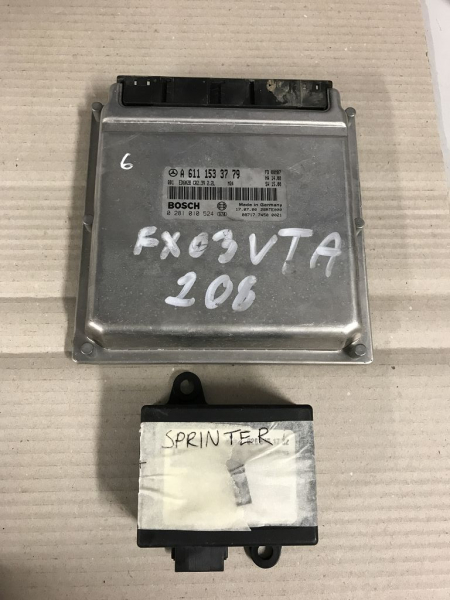 6
A 611 153 37 79
BOSCH
Made in Germany
0 281 010 524
FX03VTA
208
SPRINTER